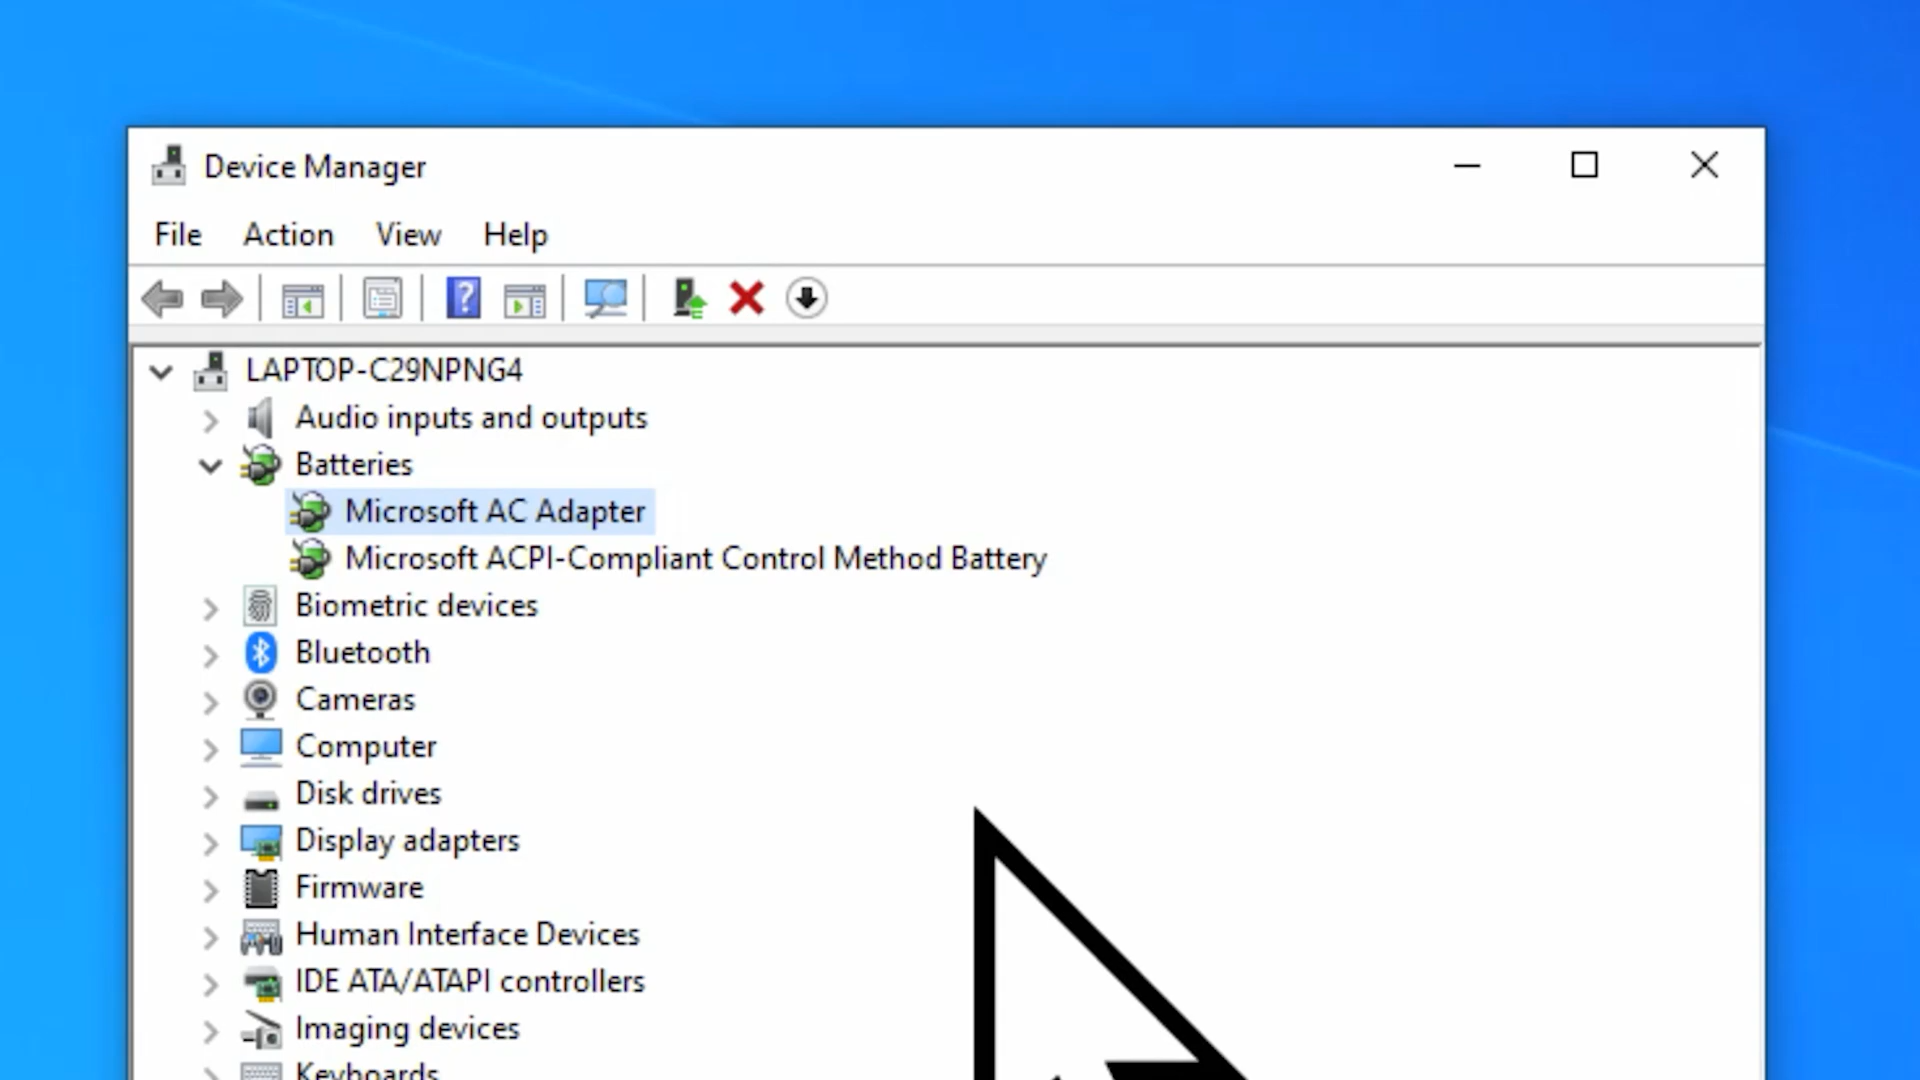 Device Manager
File Action View Help
LAPTOP-C29NPNG4
Audio inputs and outputs
Batteries
Microsoft AC Adapter
Microsoft ACPI-Compliant Control Method Battery
Biometric devices
Bluetooth
Cameras
Computer
Disk drives
Display adapters
Firmware
Human Interface Devices
IDE ATA/ATAPI controllers
Imaging devices
Keyboards